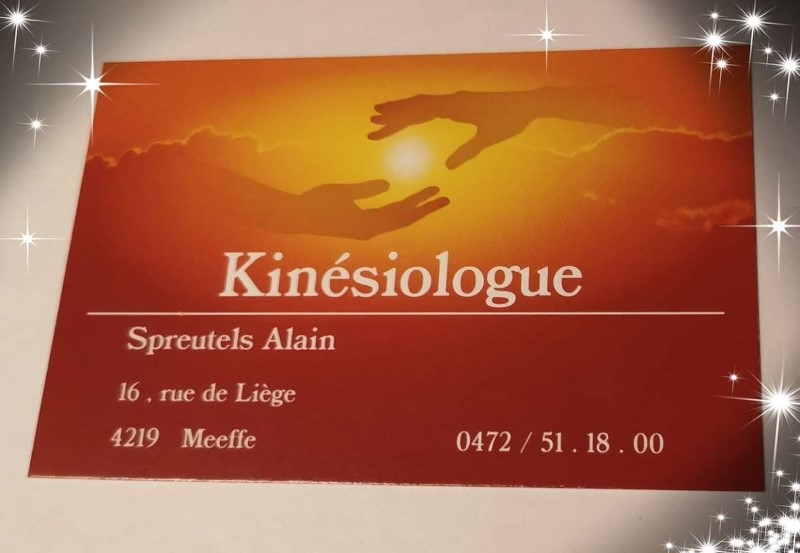 Kinésiologue
Spreutels Alain
16 , rue de Liège
4219 Meeffe
0472 / 51 . 18 . 00